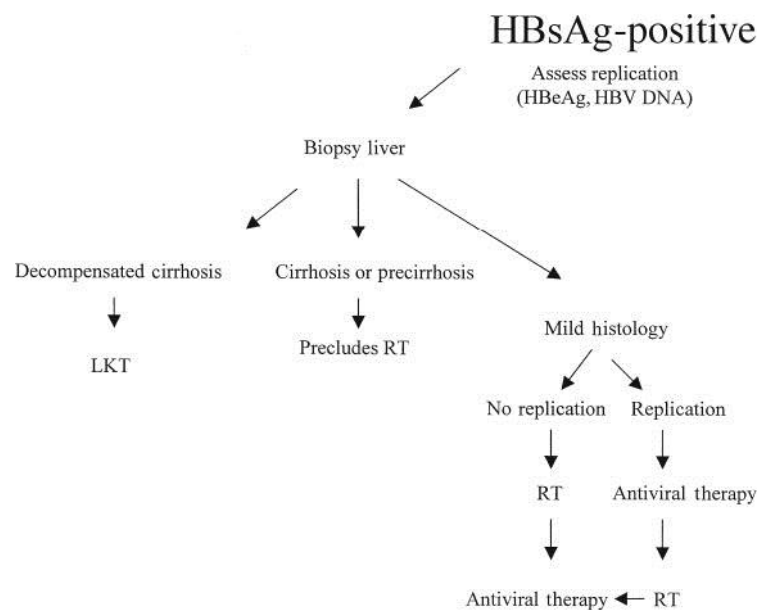 HBsAg-positive
Assess replication
(HBeAg, HBV DNA)
Biopsy liver
Decompensated cirrhosis
Cirrhosis or precirrhosis
LKT
Precludes RT
Mild histology
No replication
Replication
RT
Antiviral therapy
Antiviral therapy
RT